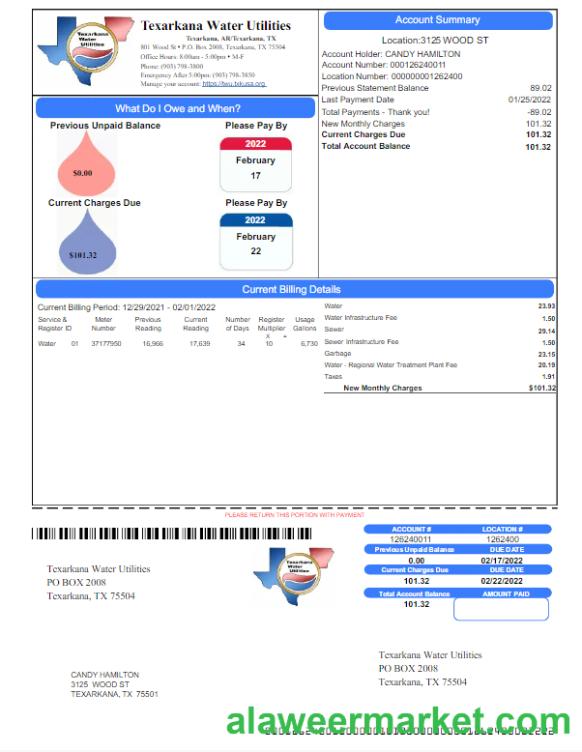 Texarkana Water Utilities
Texarkana, AR/Texarkana, TX
801 Wood St • P.O. Box 2008, Texarkana, TX 75504
Office Hours: 8:00am - 5:00pm • M-F
Phone: (903) 798-3800
Emergency After 5:00pm: (903) 798-3850
Manage your account: https://twu.txkusa.org
Texarkana
Water
Utilities
Account Summary
Location:3125 WOOD ST
Account Holder: CANDY HAMILTON
Account Number: 000126240011
Location Number: 000000001262400
Previous Statement Balance 89.02
Last Payment Date 01/25/2022
Total Payments - Thank you! -89.02
New Monthly Charges 101.32
Current Charges Due 101.32
Total Account Balance 101.32
What Do I Owe and When?
Previous Unpaid Balance Please Pay By
$0.00
2022
February
17
Current Charges Due Please Pay By
$101.32
2022
February
22
Current Billing Details
Current Billing Period: 12/29/2021 - 02/01/2022
Service & Meter Previous Current Number Register Usage
Register ID Number Reading Reading of Days Multiplier Gallons
X =
Water 01 37177950 16,966 17,639 34 10 6,730
Water 23.93
Water Infrastructure Fee 1.50
Sewer 29.14
Sewer Infrastructure Fee 1.50
Garbage 23.15
Water - Regional Water Treatment Plant Fee 20.19
Taxes 1.91
New Monthly Charges $101.32
PLEASE RETURN THIS PORTION WITH PAYMENT
Texarkana Water Utilities
PO BOX 2008
Texarkana, TX 75504
Texarkana
Water
Utilities
ACCOUNT # LOCATION #
126240011 1262400
Previous Unpaid Balance DUE DATE
0.00 02/17/2022
Current Charges Due DUE DATE
101.32 02/22/2022
Total Account Balance AMOUNT PAID
101.32
Texarkana Water Utilities
PO BOX 2008
Texarkana, TX 75504
CANDY HAMILTON
3125 WOOD ST
TEXARKANA, TX 75501
alaweermarket.com